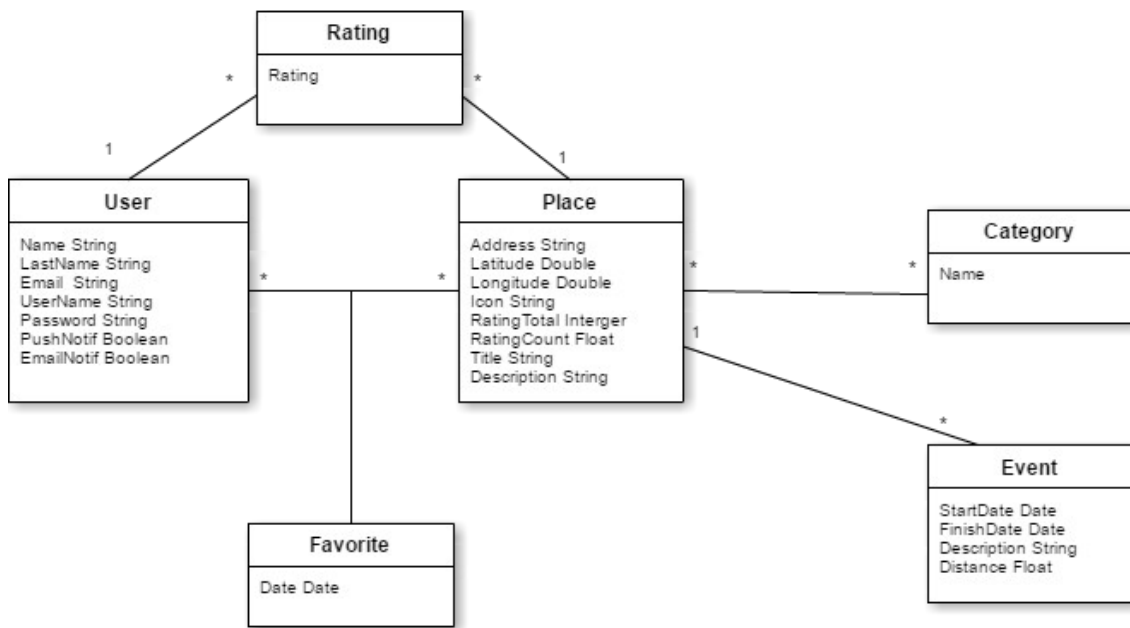 Rating
Rating
*
*
1
1
User
Name String
LastName String
Email String
UserName String
Password String
PushNotif Boolean
EmailNotif Boolean
*
*
Place
Address String
Latitude Double
Longitude Double
Icon String
RatingTotal Interger
RatingCount Float
Title String
Description String
*
*
1
*
Category
Name
Event
StartDate Date
FinishDate Date
Description String
Distance Float
Favorite
Date Date